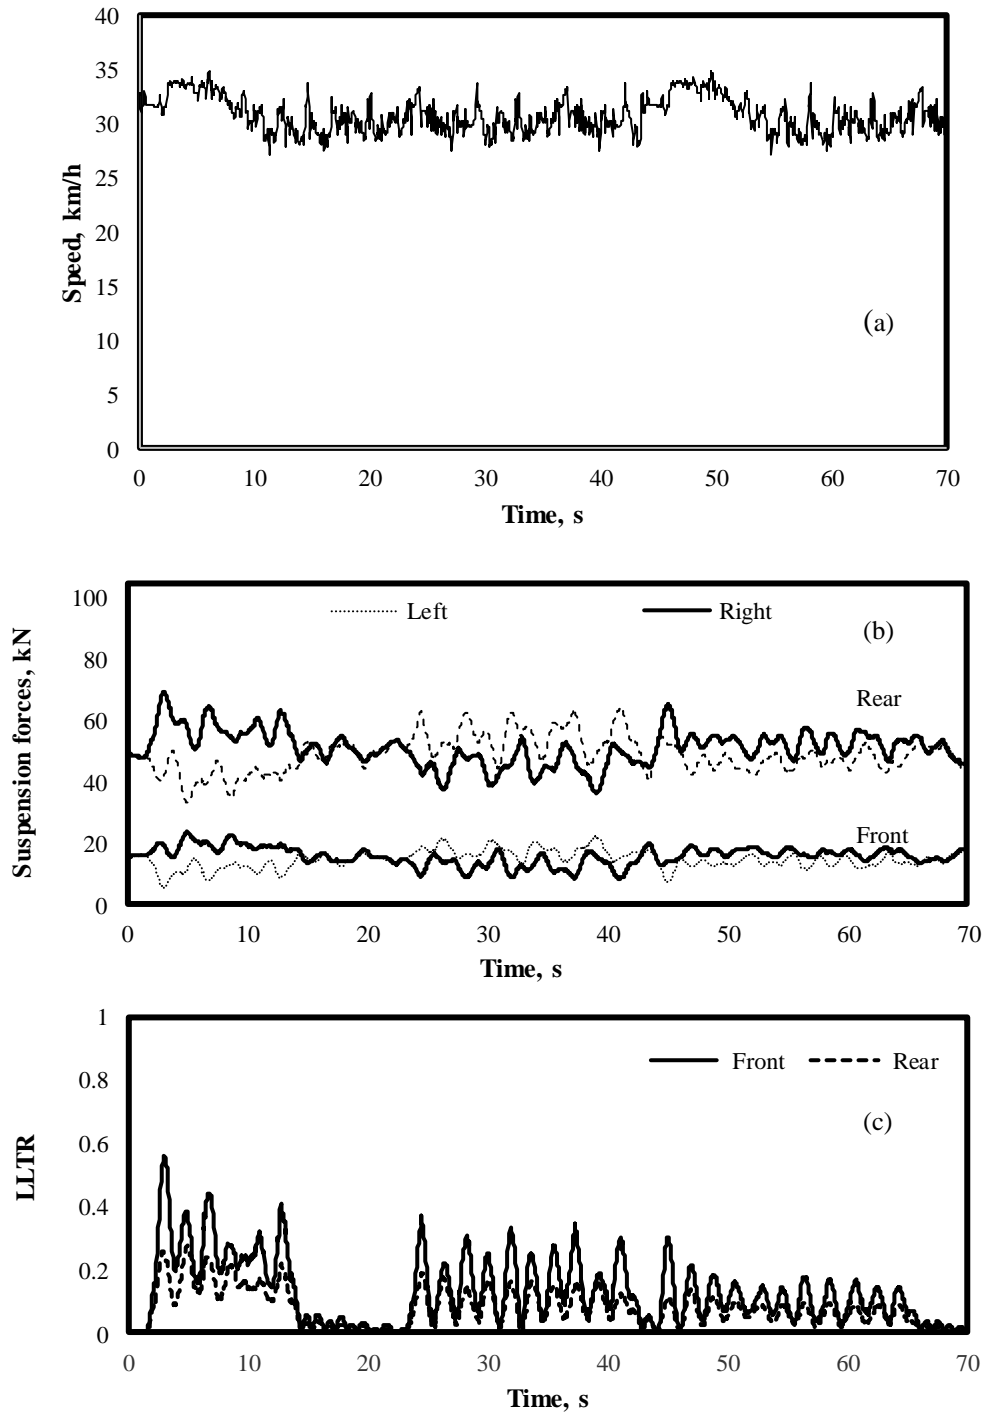 40
35
30
25
20
15
10
5
0
Speed, km/h
(a)
0 10 20 30 40 50 60 70
Time, s
100
80
60
40
20
0
Suspension forces, kN
Left Right
(b)
Rear
Front
0 10 20 30 40 50 60 70
Time, s
1
0.8
0.6
0.4
0.2
0
LLTR
Front Rear
(c)
0 10 20 30 40 50 60 70
Time, s